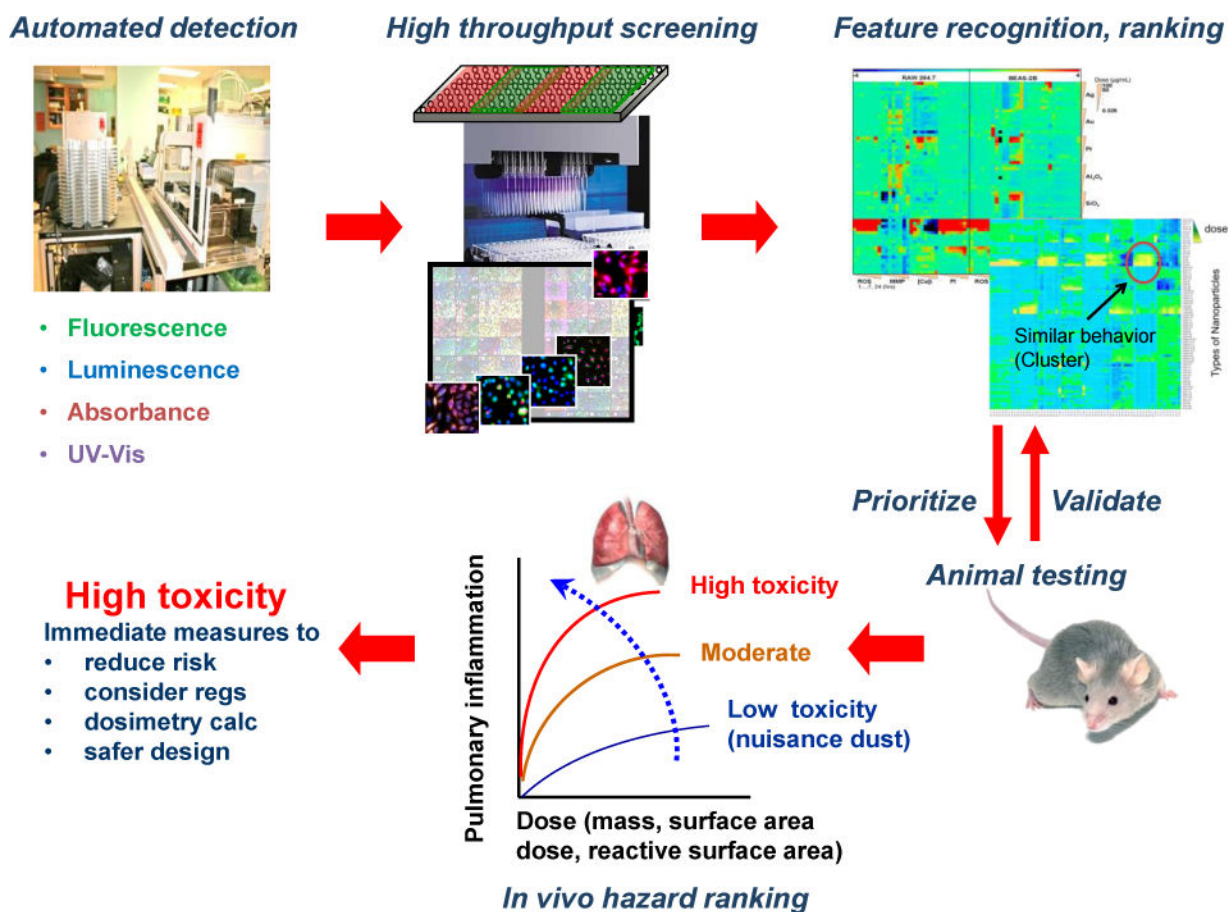 Automated detection
High throughput screening
Feature recognition, ranking
RAW 264.7
BEAS-2B
Dose (µg/mL)
Ag
Au
Pt
Al₂O₃
SiO₂
ROS
MMP
PI
ROS
dose
Types of Nanoparticles
Similar behavior
(Cluster)
• Fluorescence
• Luminescence
• Absorbance
• UV-Vis
Prioritize
Validate
Animal testing
High toxicity
Immediate measures to
• reduce risk
• consider regs
• dosimetry calc
• safer design
Pulmonary inflammation
High toxicity
Moderate
Low toxicity
(nuisance dust)
Dose (mass, surface area
dose, reactive surface area)
In vivo hazard ranking